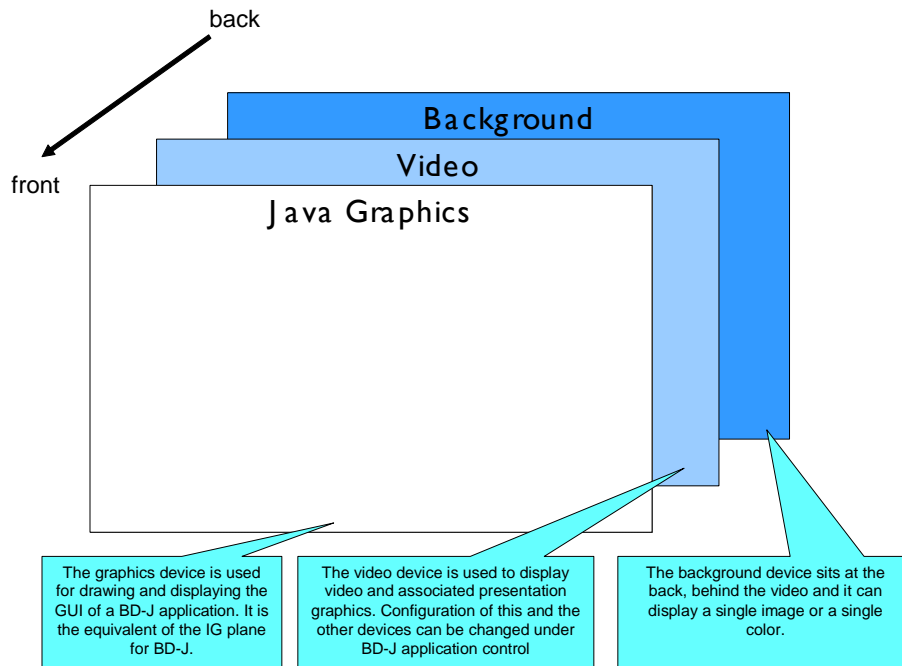 back
front
Background
Video
Java Graphics
The graphics device is used
for drawing and displaying the
GUI of a BD-J application. It is
the equivalent of the IG plane
for BD-J.
The video device is used to display
video and associated presentation
graphics. Configuration of this and the
other devices can be changed under
BD-J application control
The background device sits at the
back, behind the video and it can
display a single image or a single
color.